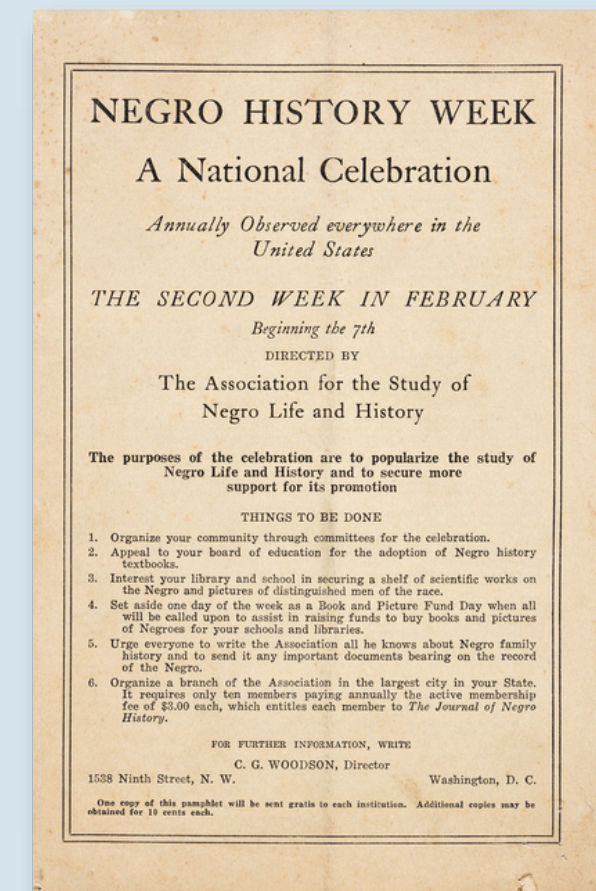 NEGRO HISTORY WEEK
A National Celebration
Annually Observed everywhere in the
United States
THE SECOND WEEK IN FEBRUARY
Beginning the 7th
DIRECTED BY
The Association for the Study of
Negro Life and History
The purposes of the celebration are to popularize the study of
Negro Life and History and to secure more
support for its promotion
THINGS TO BE DONE
1. Organize your community through committees for the celebration.
2. Appeal to your board of education for the adoption of Negro history
textbooks.
3. Interest your library and school in securing a shelf of scientific works on
the Negro and pictures of distinguished men of the race.
4. Set aside one day of the week as a Book and Picture Fund Day when all
will be called upon to assist in raising funds to buy books and pictures
of Negroes for your schools and libraries.
5. Urge everyone to write the Association all he knows about Negro family
history and to send it any important documents bearing on the record
of the Negro.
6. Organize a branch of the Association in the largest city in your State.
It requires only ten members paying annually the active membership
fee of $3.00 each, which entitles each member to The Journal of Negro
History.
FOR FURTHER INFORMATION, WRITE
C. G. WOODSON, Director
1538 Ninth Street, N. W. Washington, D. C.
One copy of this pamphlet will be sent gratis to each institution. Additional copies may be
obtained for 10 cents each.